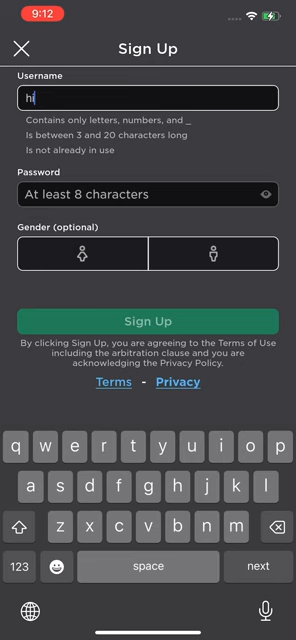 9:12
Sign Up
Username
hi
Contains only letters, numbers, and _
Is between 3 and 20 characters long
Is not already in use
Password
At least 8 characters
Gender (optional)
Sign Up
By clicking Sign Up, you are agreeing to the Terms of Use
including the arbitration clause and you are
acknowledging the Privacy Policy.
Terms - Privacy
q w e r t y u i o p
a s d f g h j k l
z x c v b n m
123 space next